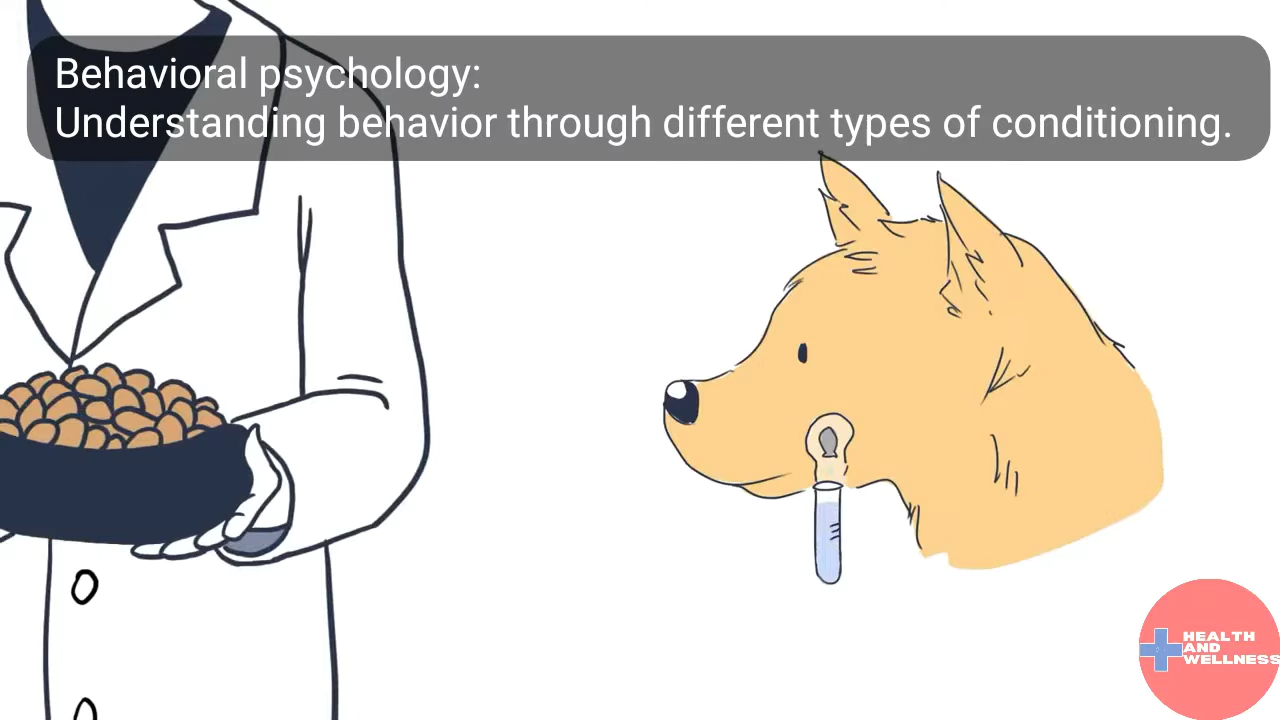 Behavioral psychology:
Understanding behavior through different types of conditioning.
HEALTH
AND
WELLNESS